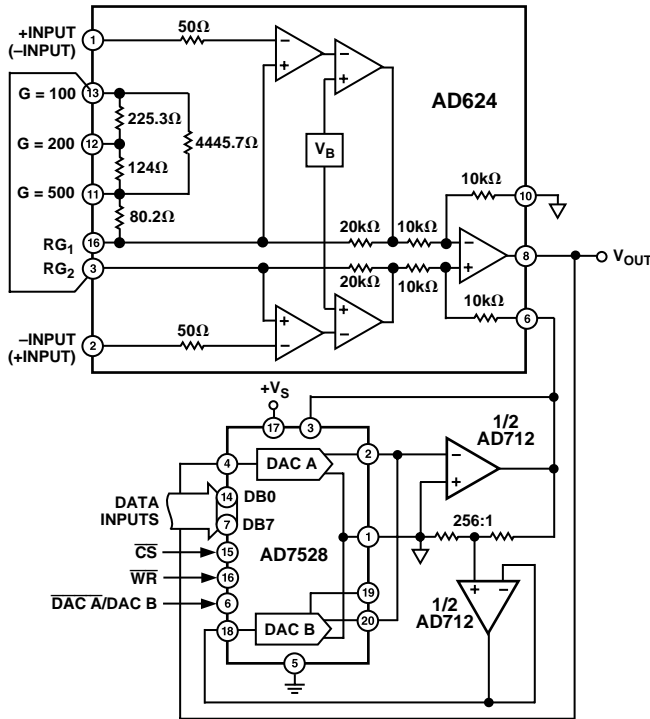 +INPUT
(–INPUT)
1
50Ω
AD624
G = 100
13
225.3Ω
4445.7Ω
G = 200
12
124Ω
V_B
G = 500
11
80.2Ω
10kΩ
10
RG₁
16
20kΩ
10kΩ
8
V_OUT
RG₂
3
20kΩ
10kΩ
10kΩ
6
–INPUT
(+INPUT)
2
50Ω
+V_S
17
3
1/2
AD712
4
DAC A
2
DATA
INPUTS
14
DB0
7
DB7
1
256:1
CS
15
AD7528
WR
16
19
DAC A/DAC B
6
20
1/2
AD712
18
DAC B
5